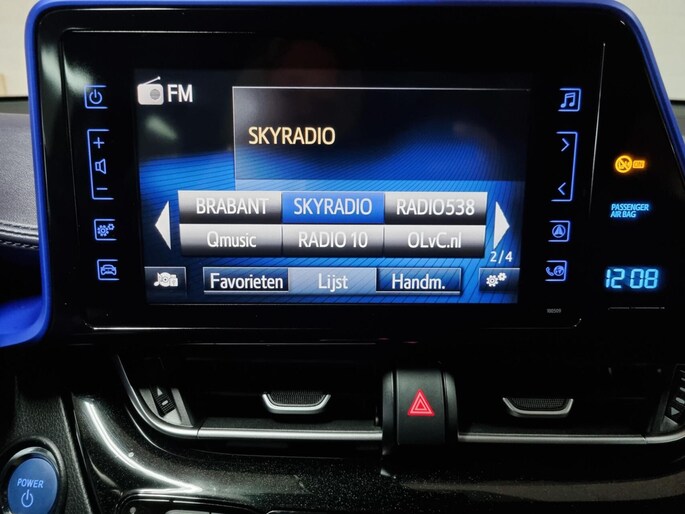 FM
SKYRADIO
BRABANT SKYRADIO RADIO538
Qmusic RADIO 10 OLvC.nl
2/4
Favorieten Lijst Handm.
ON
PASSENGER
AIR BAG
12:08
POWER